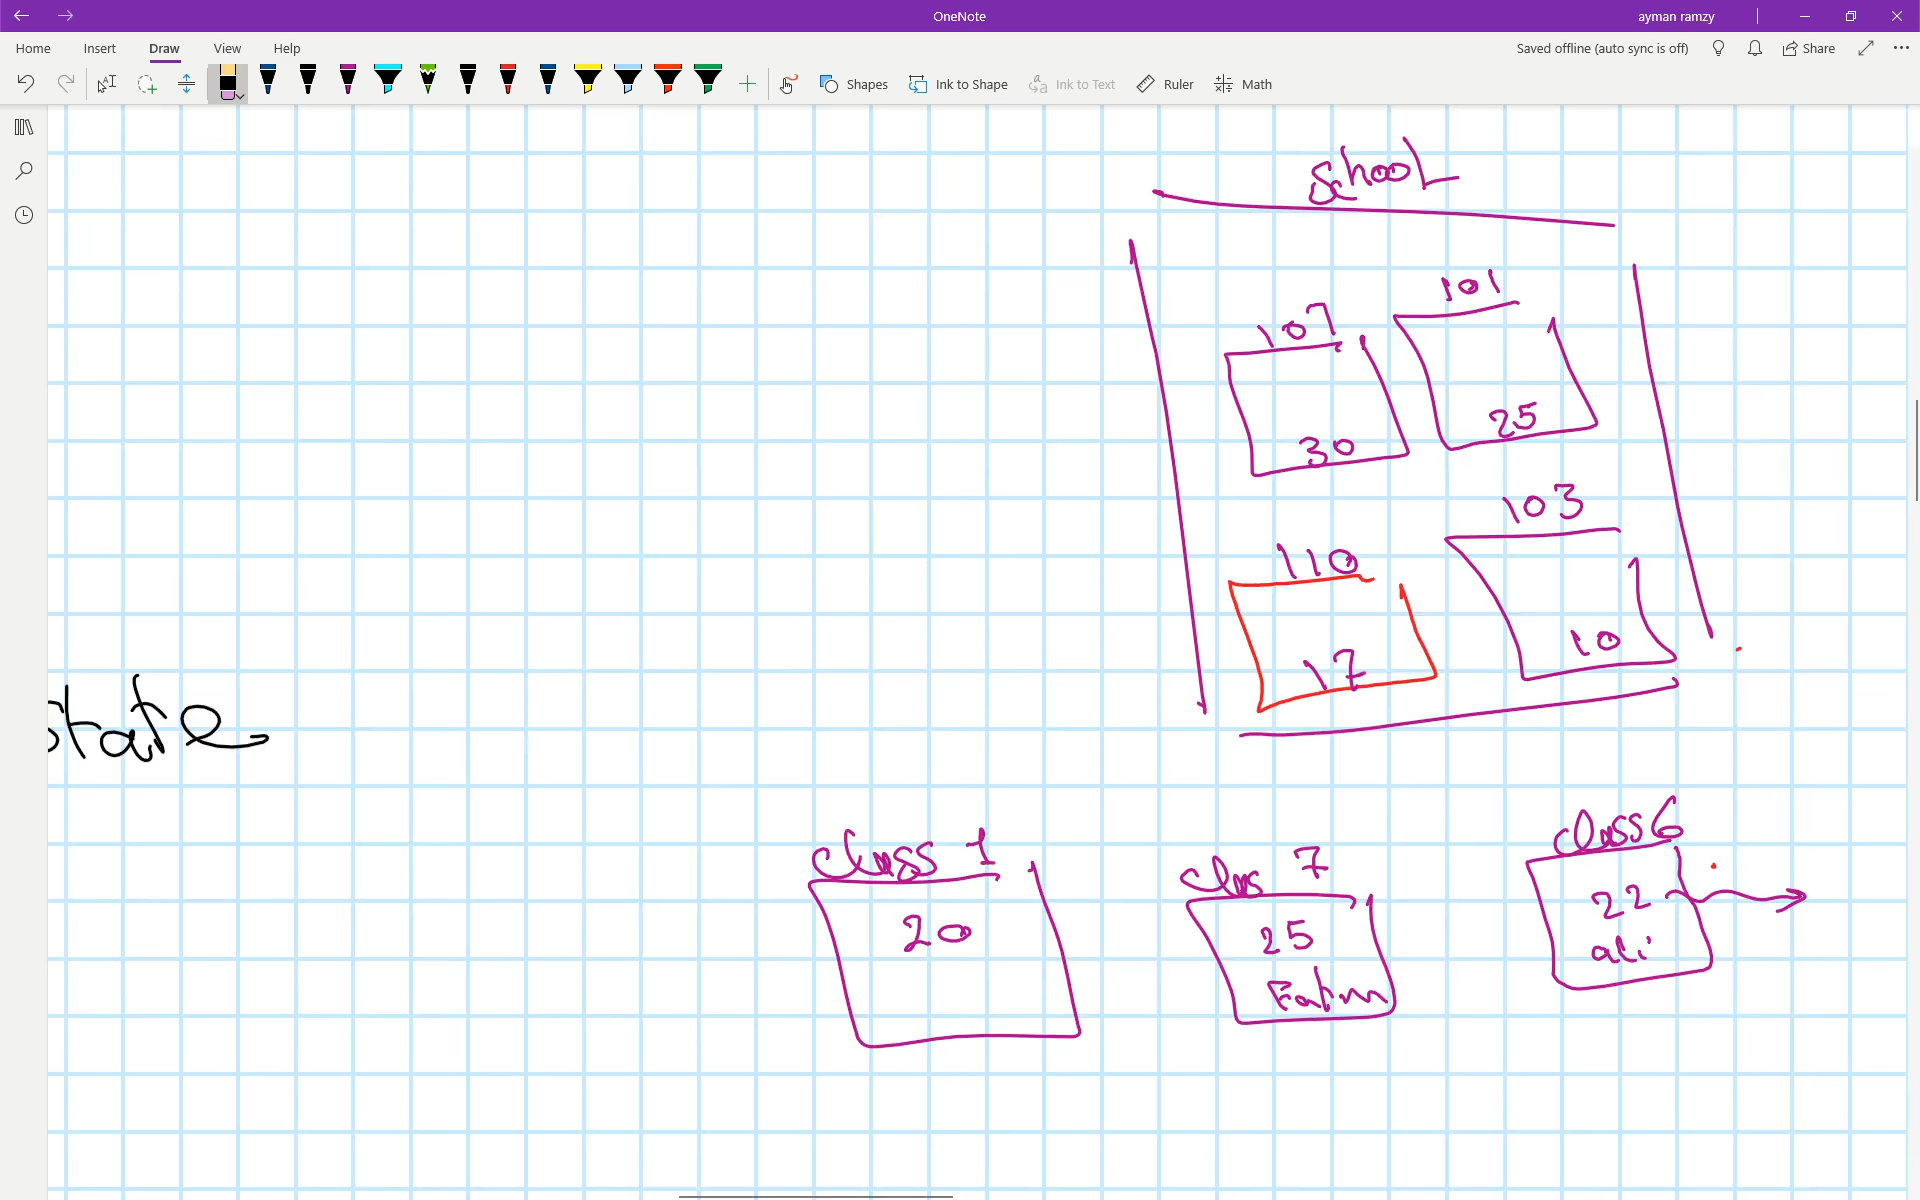 OneNote
ayman ramzy
Home Insert Draw View Help
Saved offline (auto sync is off)
Share
Shapes
Ink to Shape
Ink to Text
Ruler
Math
School
107
101
30
25
110
103
17
10
state
class 1
20
clas 7
25
class 6
22
ali